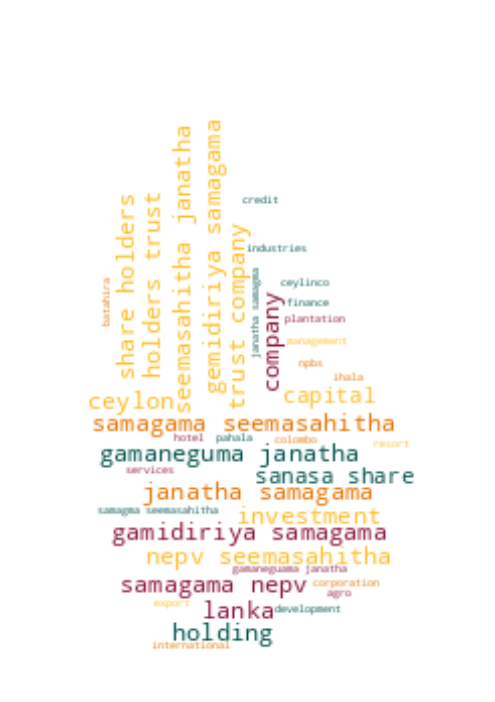 share holders
holders trust
seemasahitha janatha
gemidiriya samagama
trust company
credit
industries
batahira
janatha samagma
company
ceylinco
finance
plantation
management
npbs
ihala
ceylon
capital
samagama seemasahitha
hotel
pahala
colombo
resort
gamaneguma janatha
services
sanasa share
janatha samagama
samagma seemasahitha
investment
gamidiriya samagama
nepv seemasahitha
gamaneguama janatha
samagama nepv
corporation
agro
export
lanka
development
holding
international